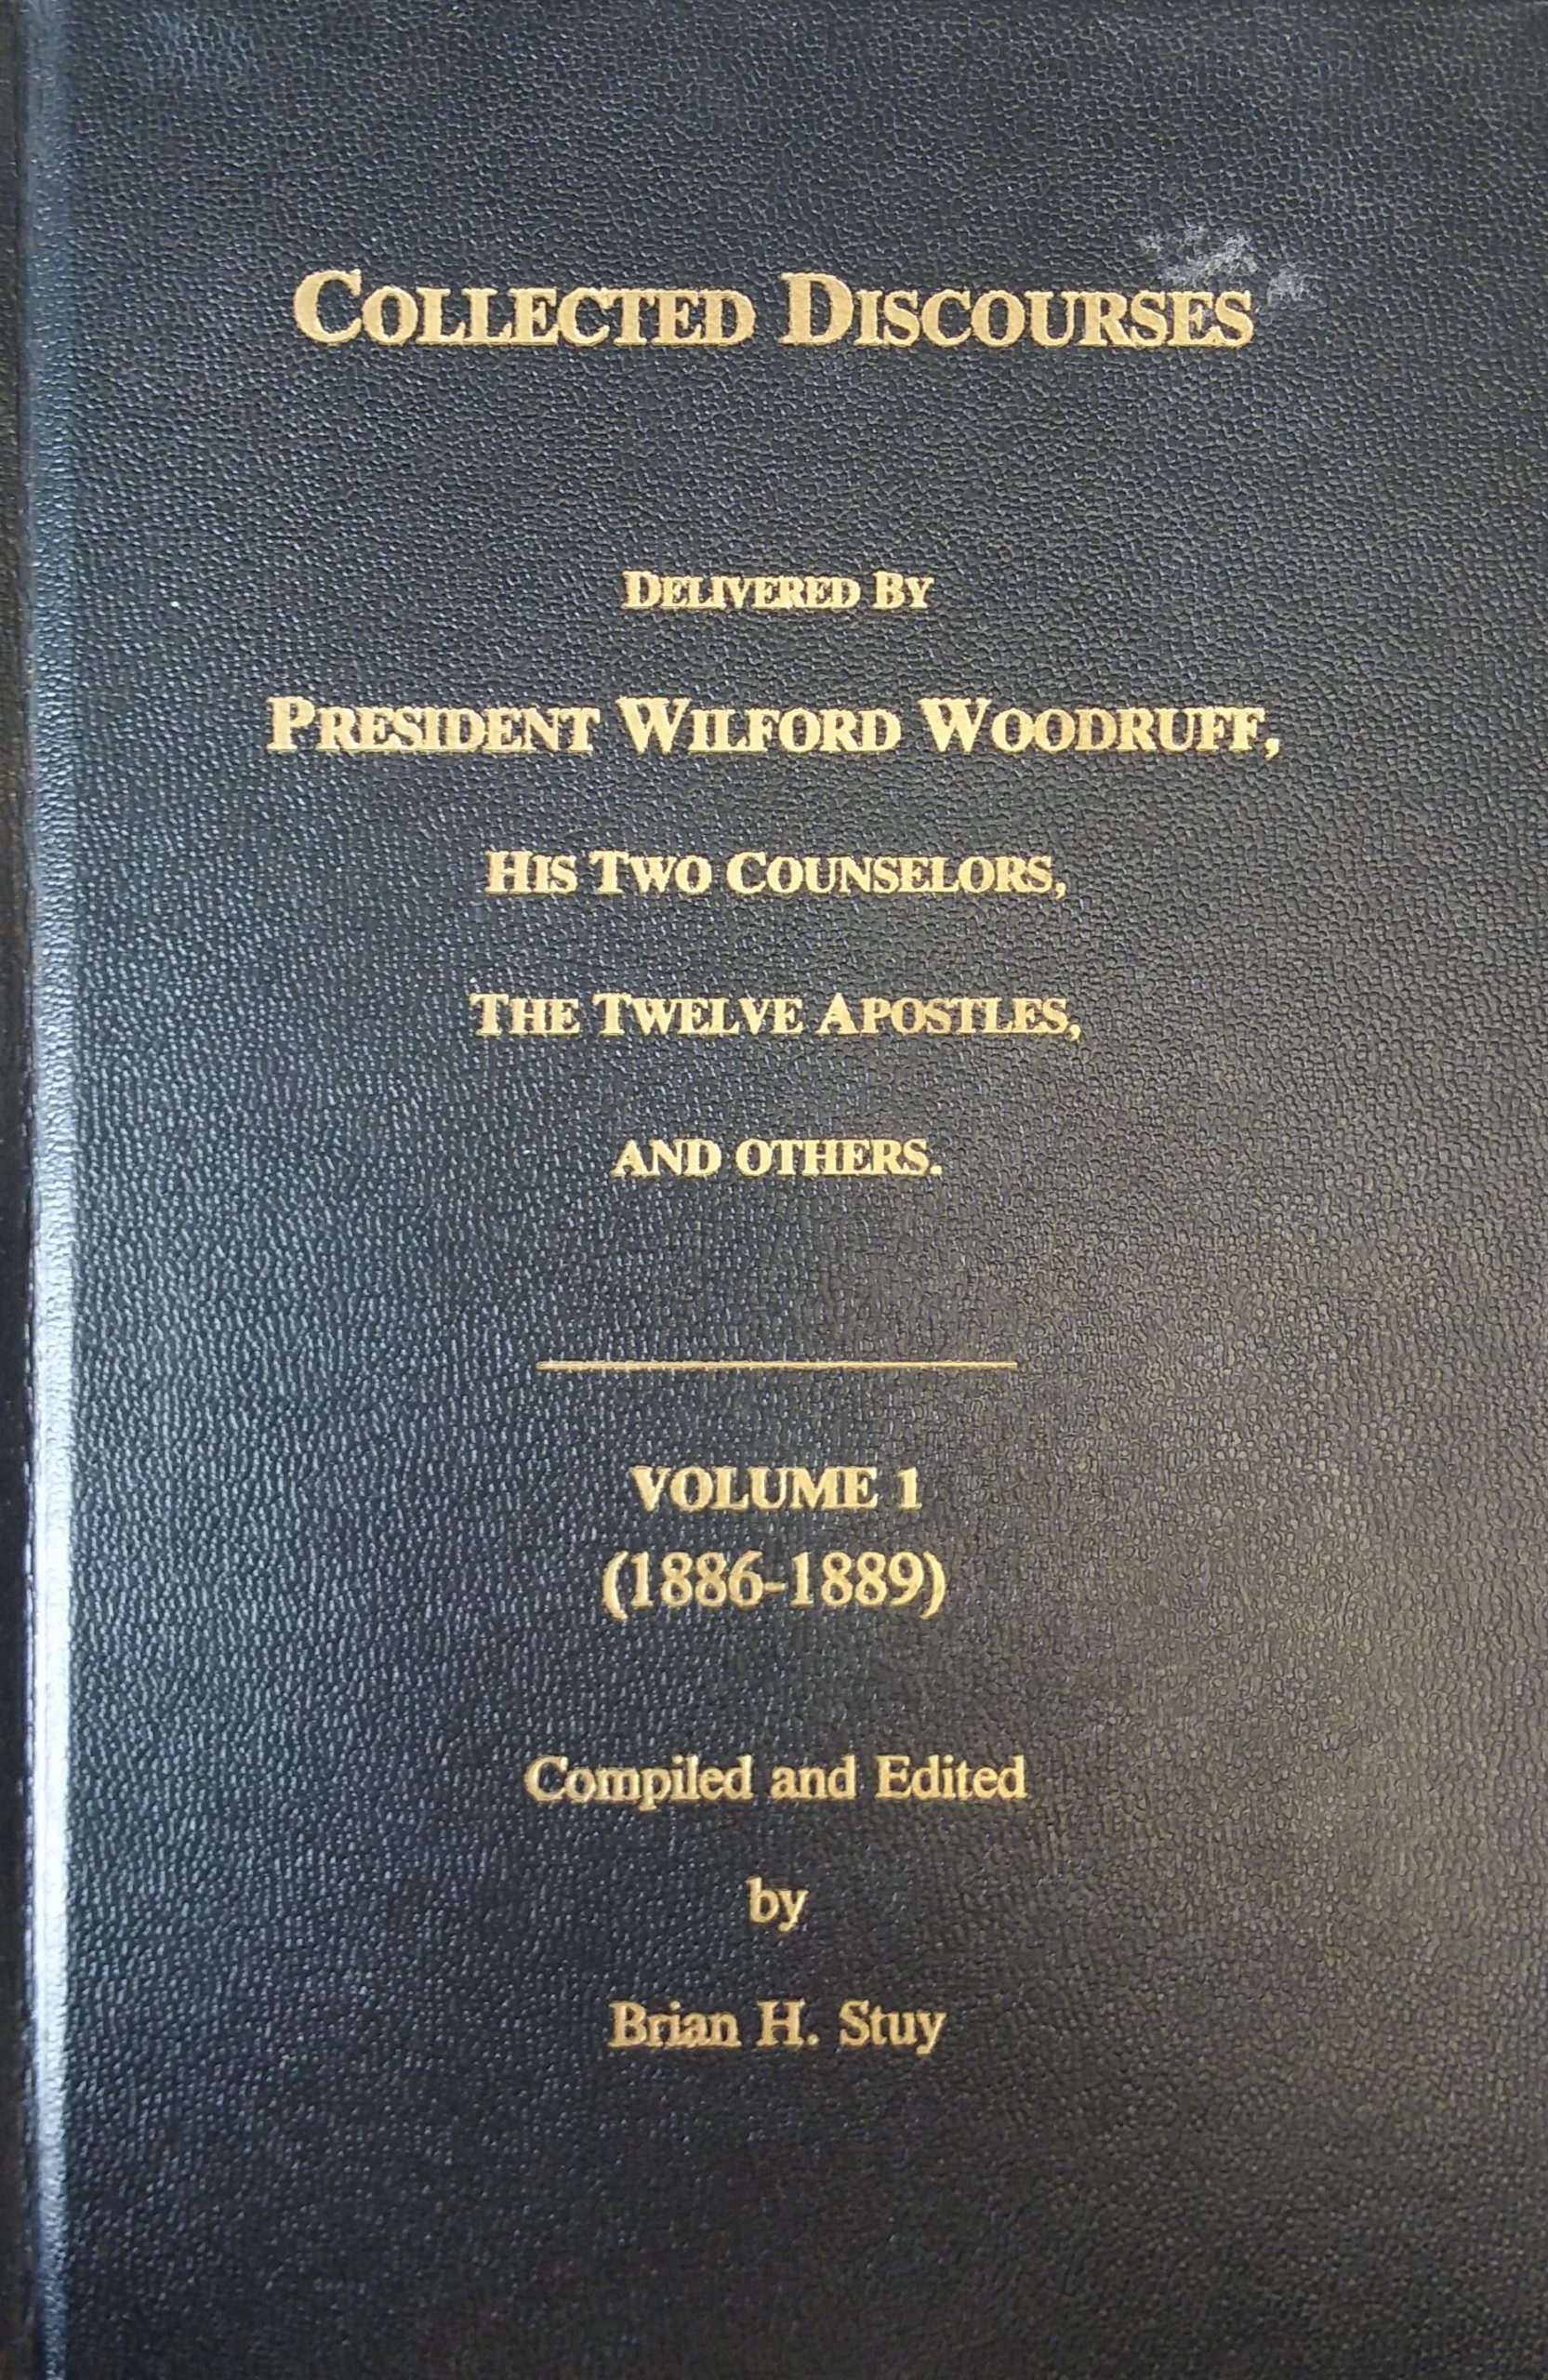 COLLECTED DISCOURSES
DELIVERED BY
PRESIDENT WILFORD WOODRUFF,
HIS TWO COUNSELORS,
THE TWELVE APOSTLES,
AND OTHERS.
VOLUME 1
(1886-1889)
Compiled and Edited
by
Brian H. Stuy